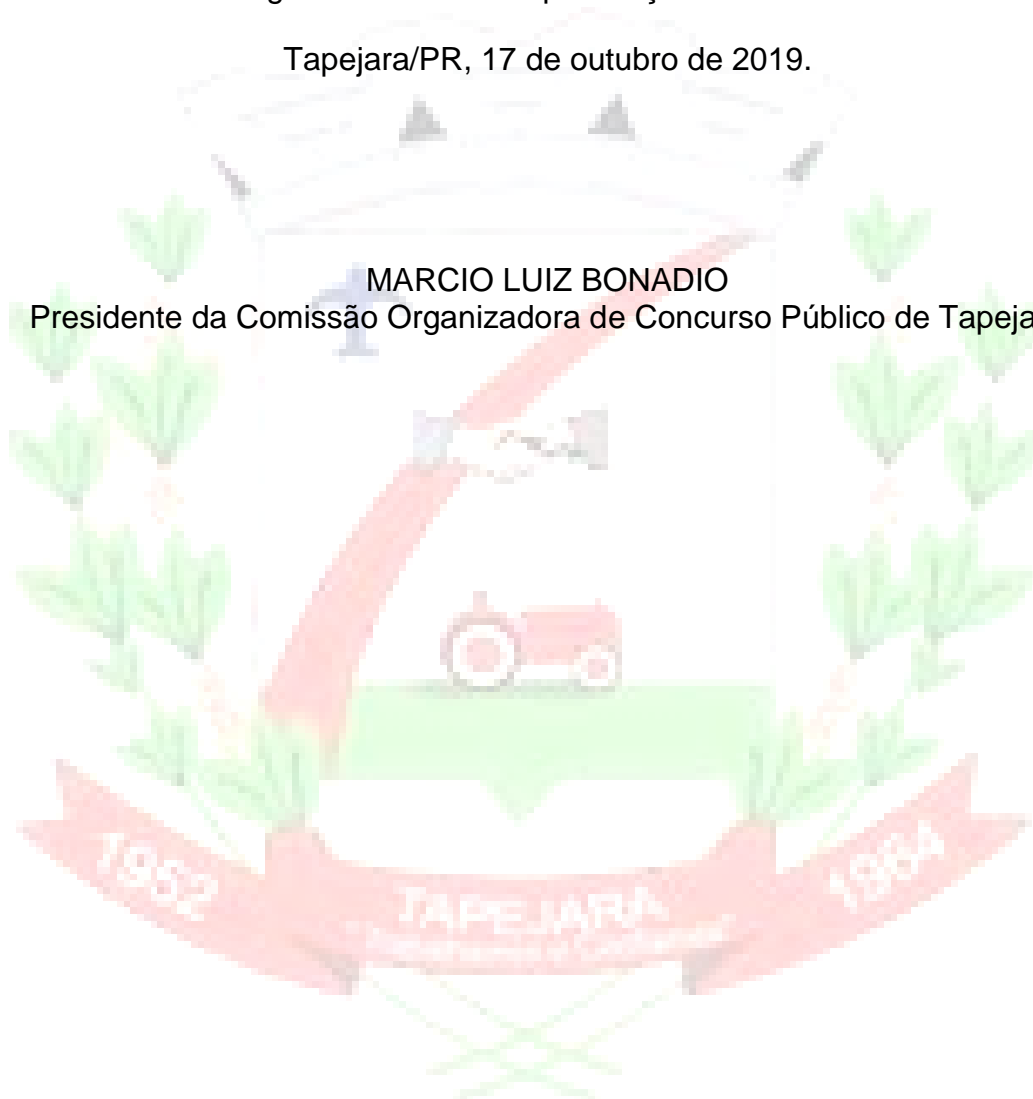 Tapejara/PR, 17 de outubro de 2019.
MARCIO LUIZ BONADIO
Presidente da Comissão Organizadora de Concurso Público de Tapeja
1952
TAPEJARA
1964